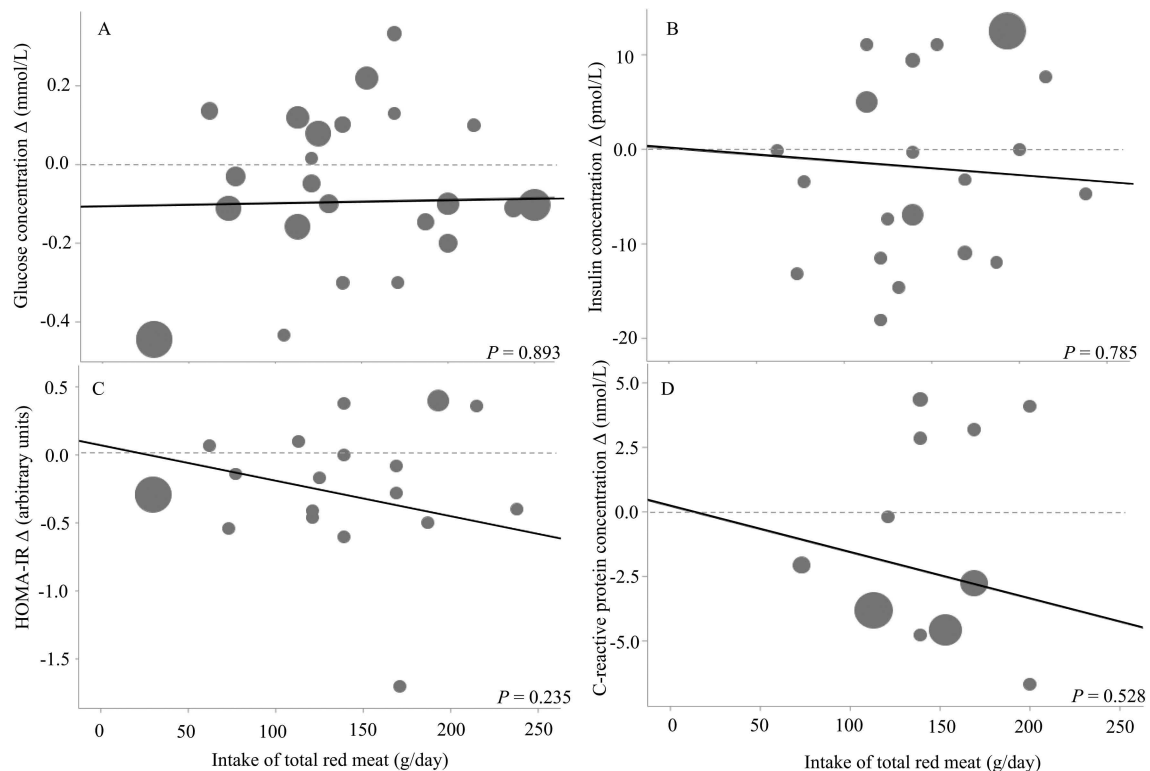 A
Glucose concentration Δ (mmol/L)
0.2
0.0
-0.2
-0.4
P = 0.893
B
Insulin concentration Δ (pmol/L)
10
0.0
-10
-20
P = 0.785
C
HOMA-IR Δ (arbitrary units)
0.5
0.0
-0.5
-1.0
-1.5
P = 0.235
0 50 100 150 200 250
Intake of total red meat (g/day)
D
C-reactive protein concentration Δ (nmol/L)
5.0
2.5
0.0
-2.5
-5.0
P = 0.528
0 50 100 150 200 250
Intake of total red meat (g/day)